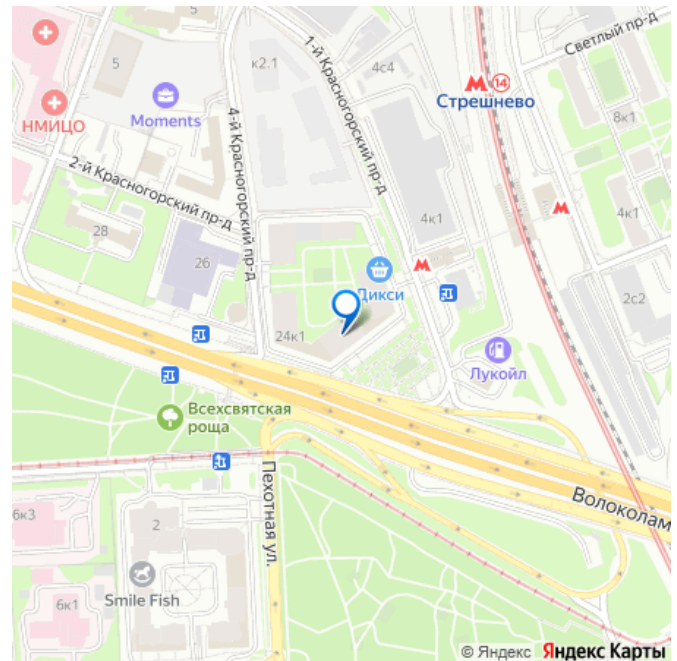 5
5
к2.1
1-й Красногорский пр-д
4с4
М 14
Стрешнево
Светлый пр-д
8к1
НМИЦО
Moments
4-й Красногорский пр-д
2-й Красногорский пр-д
28
26
4к1
М
4к1
М
Дикси
2с2
24к1
Лукойл
Всехсвятская
роща
Пехотная ул.
Волоколам
6к3
2
Smile Fish
6к1
© Яндекс Яндекс Карты